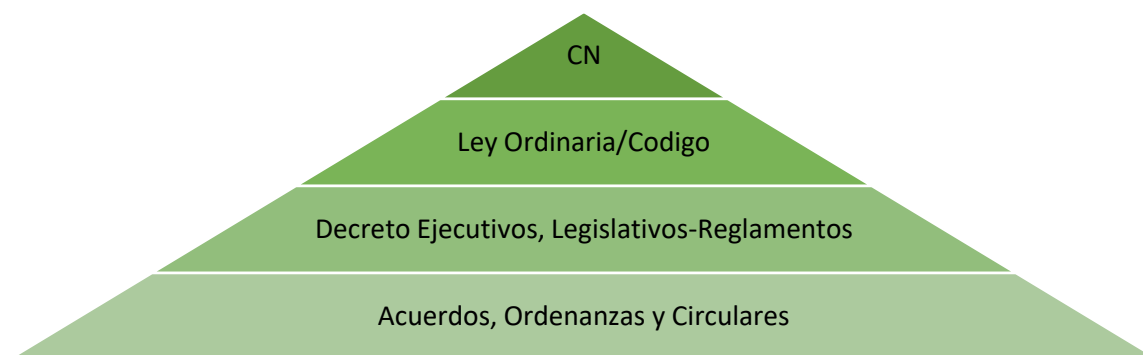 CN
Ley Ordinaria/Codigo
Decreto Ejecutivos, Legislativos-Reglamentos
Acuerdos, Ordenanzas y Circulares